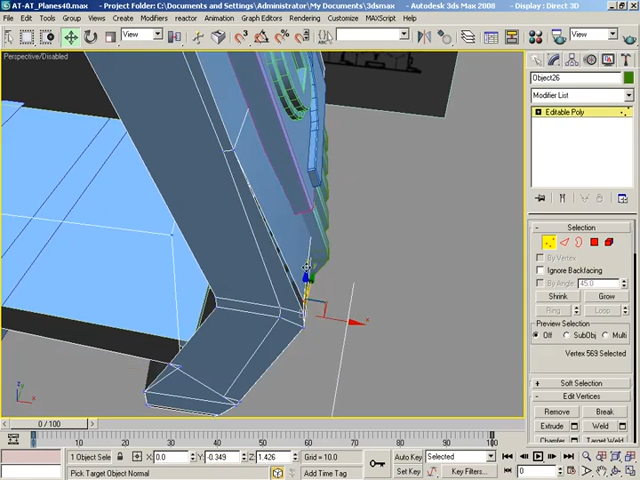 AT-AT_Planes40.max - Project Folder: C:\Documents and Settings\Administrator\My Documents\3dsmax - Autodesk 3ds Max 2008 - Display : Direct 3D
File Edit Tools Group Views Create Modifiers reactor Animation Graph Editors Rendering Customize MAXScript Help
View
View
Perspective/Disabled
Object26
Modifier List
Editable Poly
Selection
By Vertex
Ignore Backfacing
By Angle: 45.0
Shrink Grow
Ring Loop
Preview Selection
Off SubObj Multi
Vertex 569 Selected
Soft Selection
Edit Vertices
Remove Break
Extrude Weld
Chamfer Target Weld
x
z
x
0 / 100
0 10 20 30 40 50 60 70 80 90 100
1 Object Sele X: 0.0 Y: -0.349 Z: 1.426 Grid = 10.0 Auto Key Selected
Pick Target Object Normal Add Time Tag Set Key Key Filters... 0